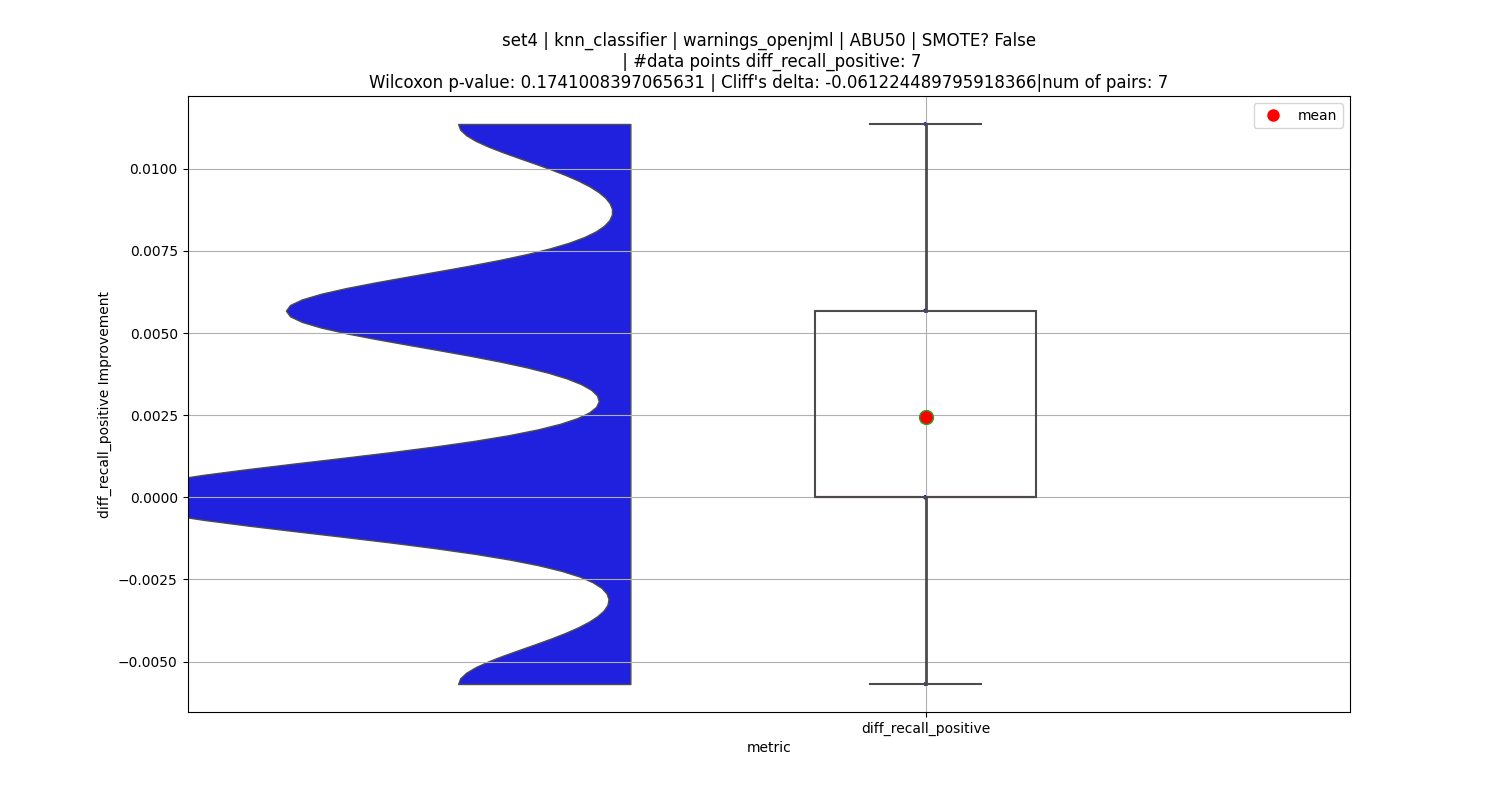 set4 | knn_classifier | warnings_openjml | ABU50 | SMOTE? False
| #data points diff_recall_positive: 7
Wilcoxon p-value: 0.1741008397065631 | Cliff's delta: -0.061224489795918366|num of pairs: 7
mean
0.0100
0.0075
0.0050
0.0025
0.0000
−0.0025
−0.0050
diff_recall_positive Improvement
diff_recall_positive
metric